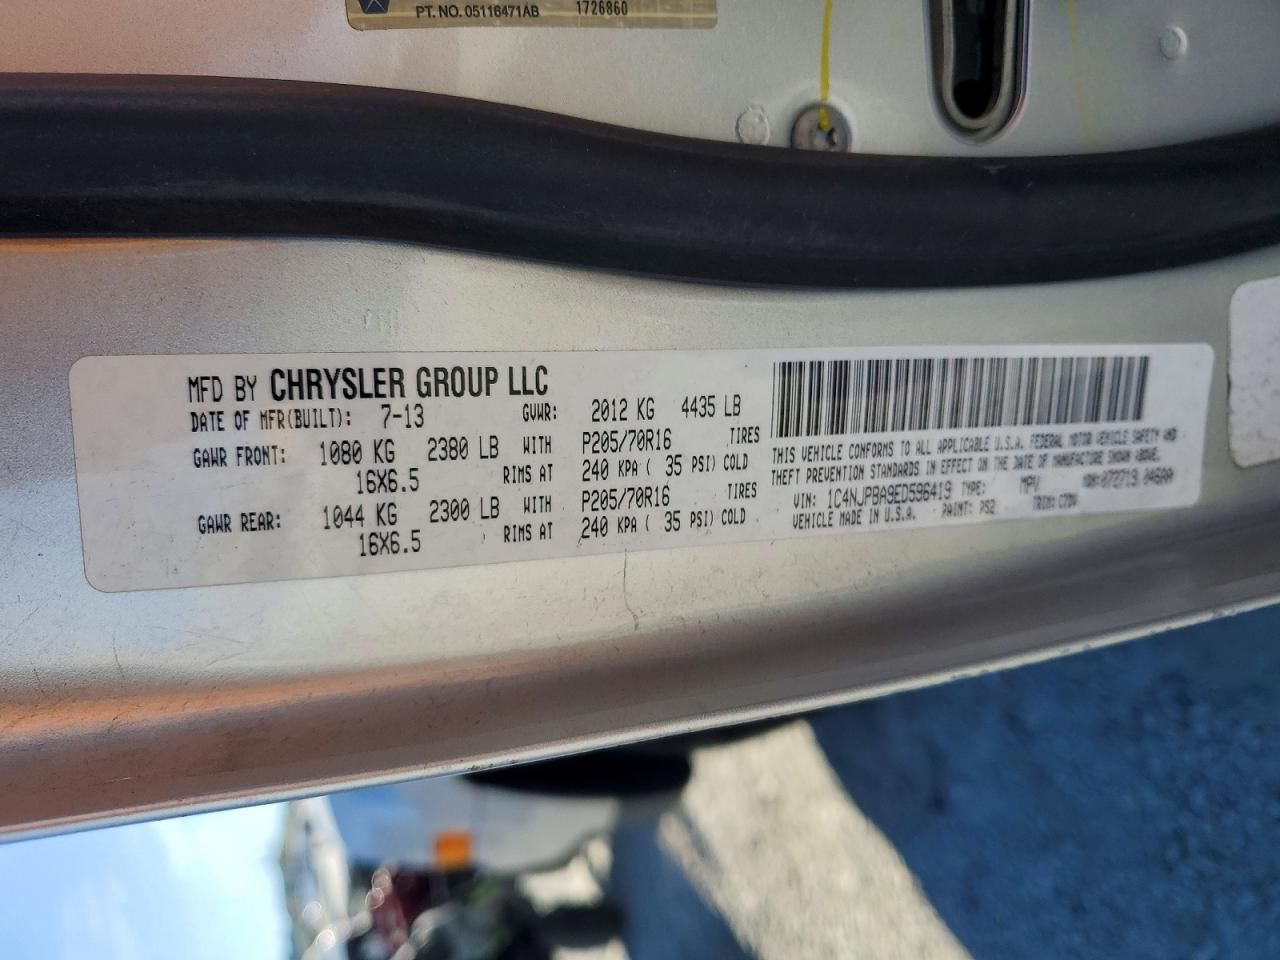 PT. NO. 05116471AB 1726860
MFD BY CHRYSLER GROUP LLC
DATE OF MFR(BUILT): 7-13 GVWR: 2012 KG 4435 LB
GAWR FRONT: 1080 KG 2380 LB WITH P205/70R16 TIRES
16X6.5 RIMS AT 240 KPA ( 35 PSI) COLD
GAWR REAR: 1044 KG 2300 LB WITH P205/70R16 TIRES
16X6.5 RIMS AT 240 KPA ( 35 PSI) COLD
THIS VEHICLE CONFORMS TO ALL APPLICABLE U.S.A. FEDERAL MOTOR VEHICLE SAFETY AND
THEFT PREVENTION STANDARDS IN EFFECT ON THE DATE OF MANUFACTURE SHOWN ABOVE.
VIN: 1C4NJPBA9ED596419 TYPE: MPV MDH: 072719 046AA
VEHICLE MADE IN U.S.A. PAINT: PS2 TRIM: